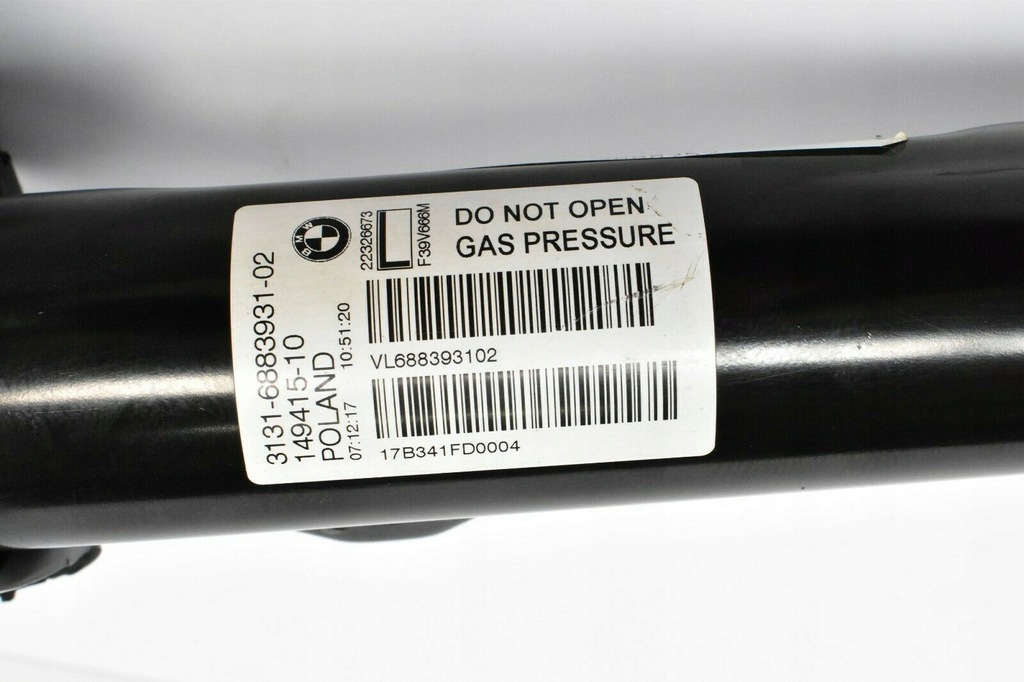 BMW
3131-6883931-02
149415-10
POLAND
07:12:17 10:51:20
22326673
F39V666M
DO NOT OPEN
GAS PRESSURE
VL688393102
17B341FD0004